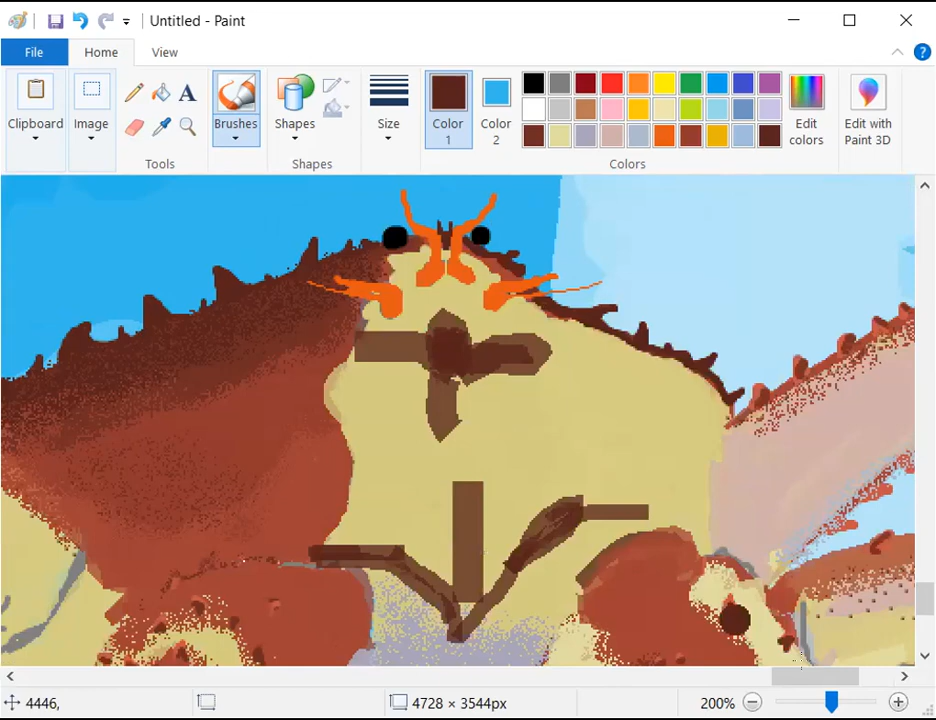 Untitled - Paint
File
Home
View
?
Clipboard
Image
A
Tools
Brushes
Shapes
Shapes
Size
Color
1
Color
2
Edit
colors
Edit with
Paint 3D
Colors
4446,
4728 × 3544px
200%